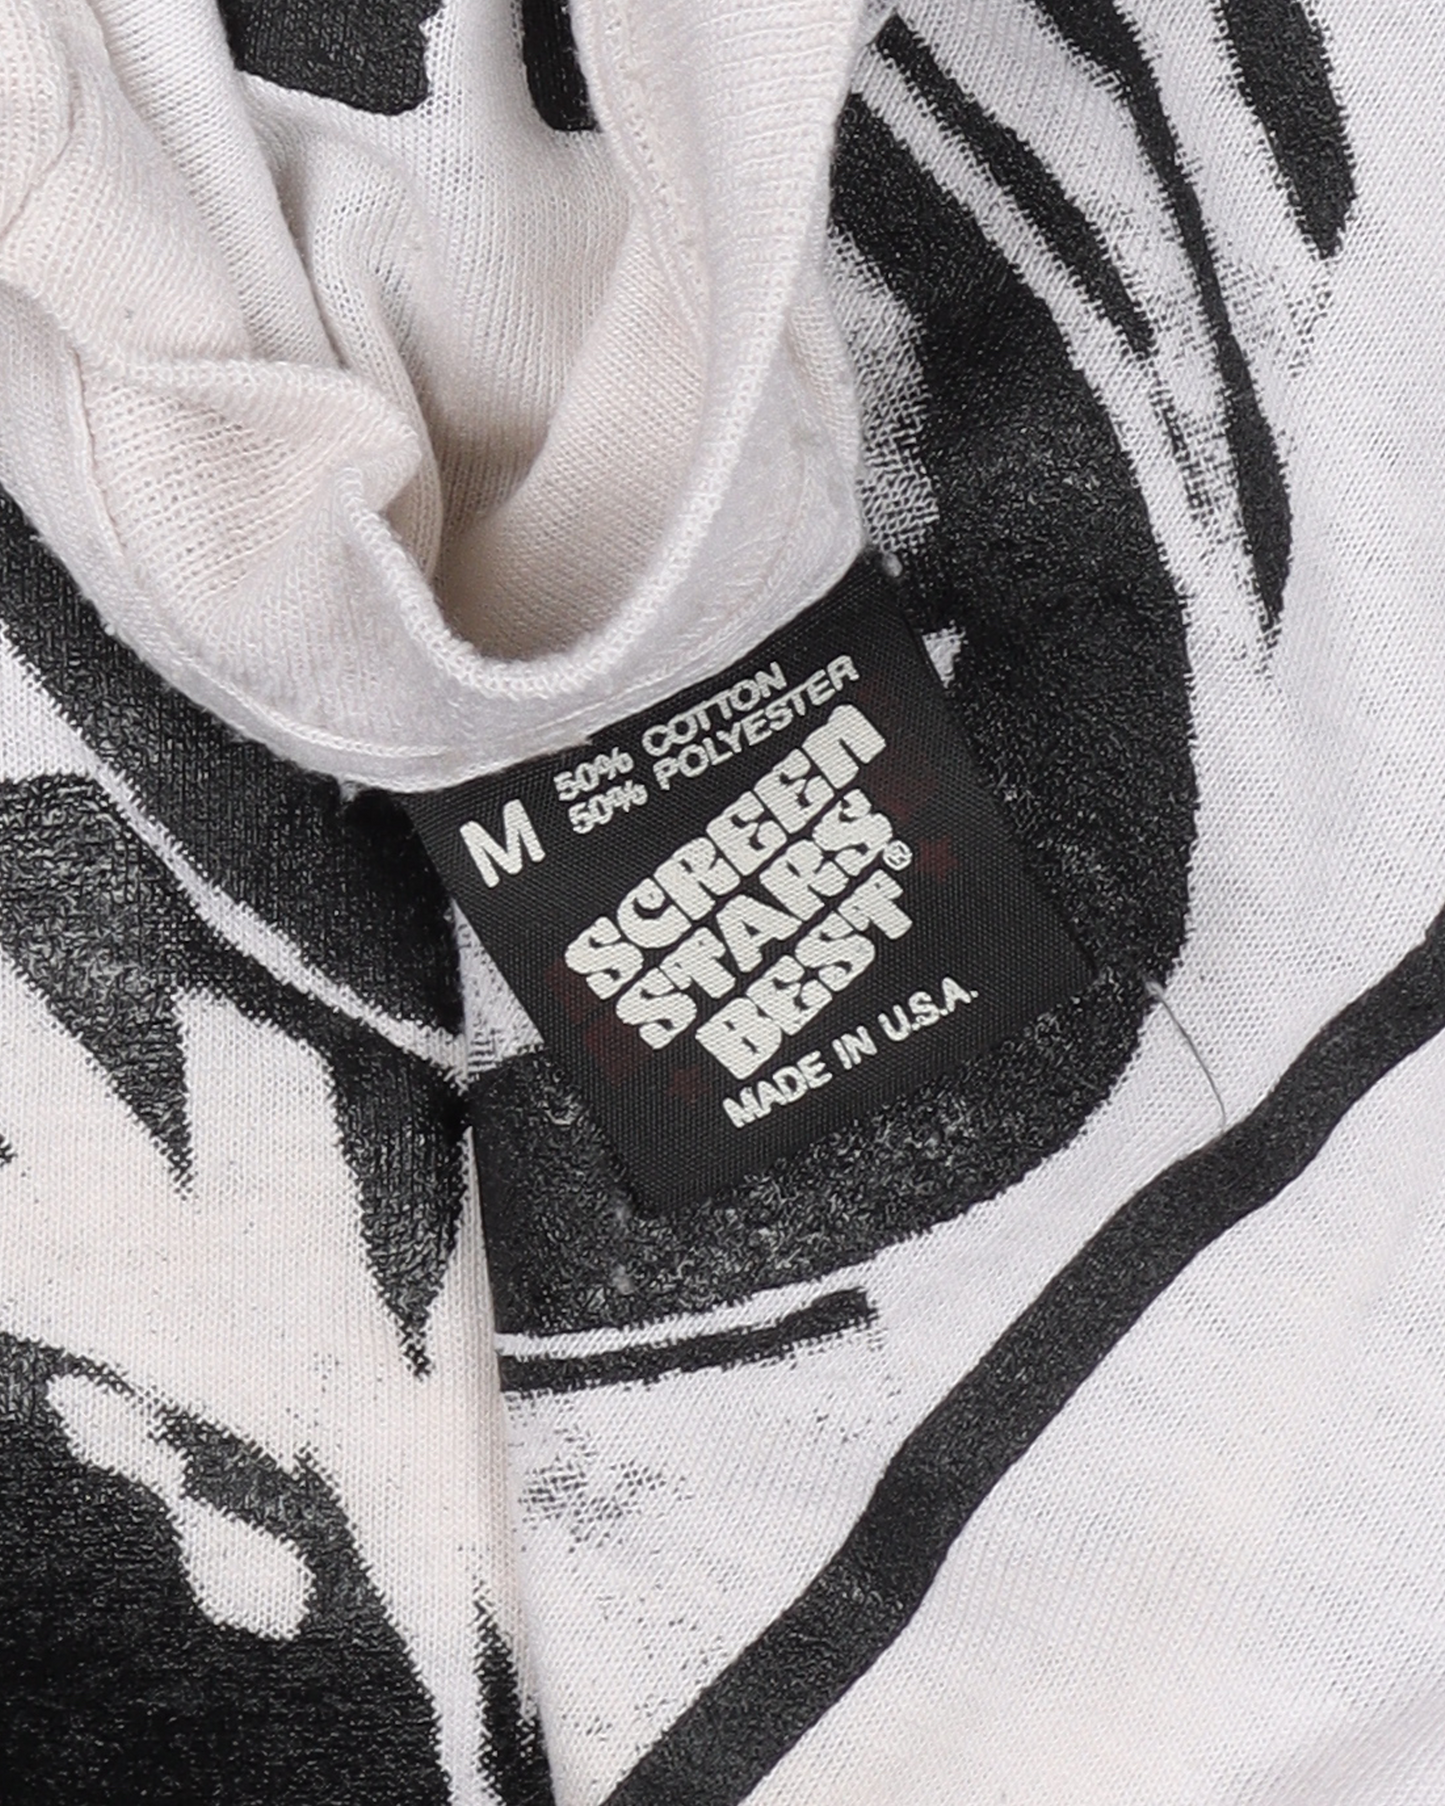 M
50% COTTON
50% POLYESTER
SCREEN
STARS®
BEST
MADE IN U.S.A.